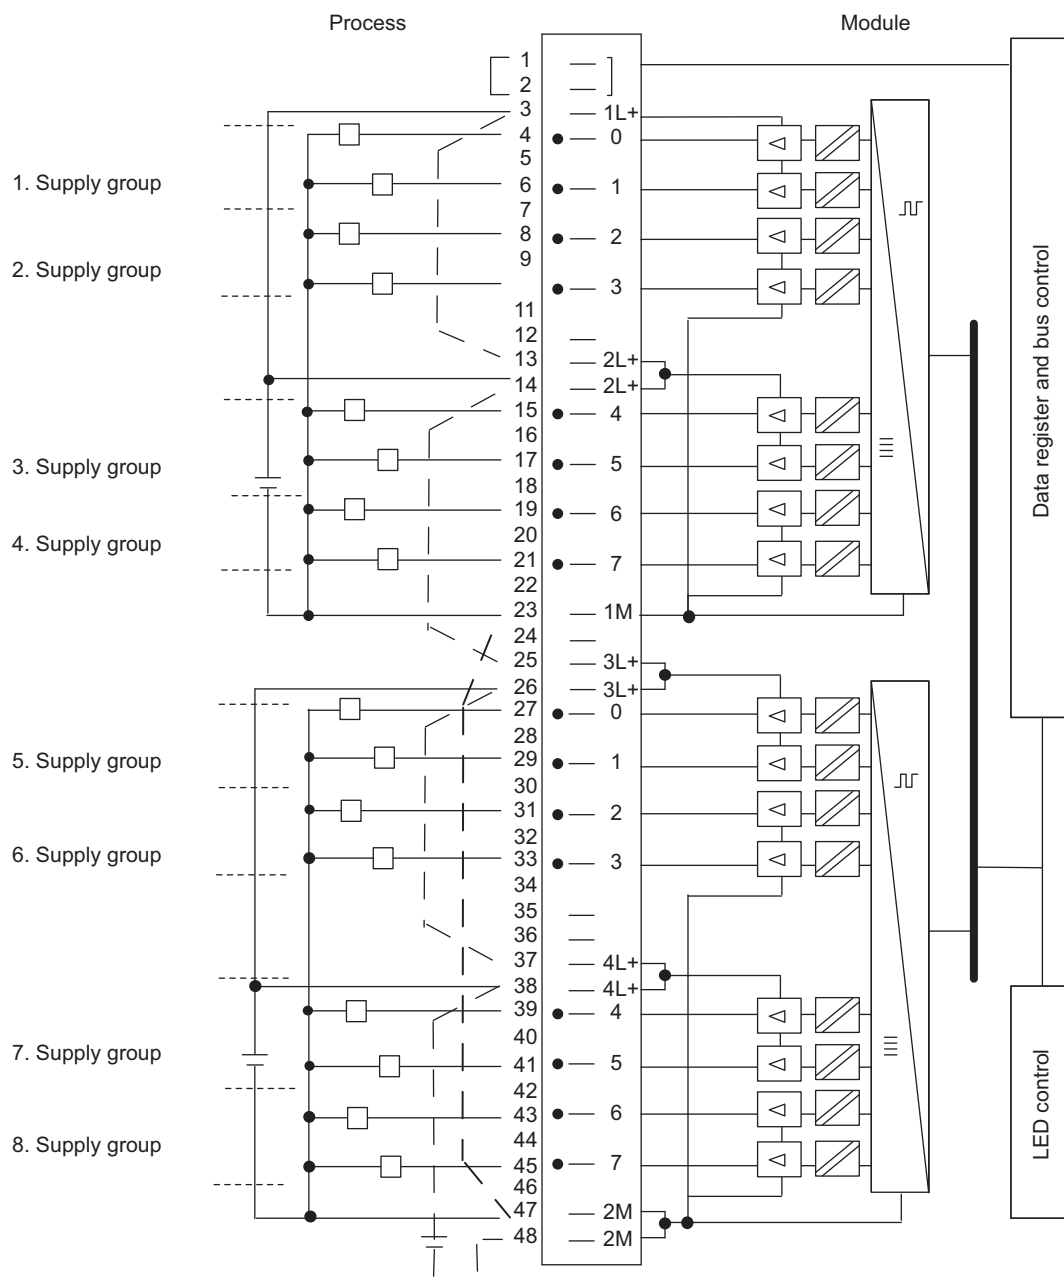 Process
Module
1
2
3
1L+
4
0
5
1. Supply group
6
1
7
8
2
9
2. Supply group
3
11
12
13
2L+
14
2L+
15
4
16
3. Supply group
17
5
18
19
6
20
4. Supply group
21
7
22
23
1M
24
25
3L+
26
3L+
27
0
28
5. Supply group
29
1
30
31
2
32
6. Supply group
33
3
34
35
36
37
4L+
38
4L+
39
4
40
7. Supply group
41
5
42
43
6
44
8. Supply group
45
7
46
47
2M
48
2M
Data register and bus control
LED control